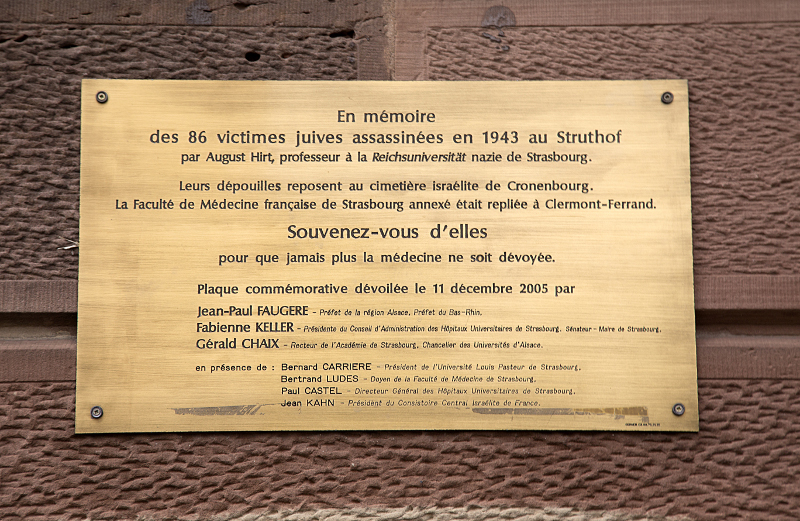 En mémoire
des 86 victimes juives assassinées en 1943 au Struthof
par August Hirt, professeur à la Reichsuniversität nazie de Strasbourg.
Leurs dépouilles reposent au cimetière israélite de Cronenbourg.
La Faculté de Médecine française de Strasbourg annexé était repliée à Clermont-Ferrand.
Souvenez-vous d'elles
pour que jamais plus la médecine ne soit dévoyée.
Plaque commémorative dévoilée le 11 décembre 2005 par
Jean-Paul FAUGERE - Préfet de la région Alsace, Préfet du Bas-Rhin.
Fabienne KELLER - Présidente du Conseil d'Administration des Hôpitaux Universitaires de Strasbourg, Sénateur - Maire de Strasbourg.
Gérald CHAIX - Recteur de l'Académie de Strasbourg, Chancelier des Universités d'Alsace.
en présence de : Bernard CARRIERE - Président de l'Université Louis Pasteur de Strasbourg.
Bertrand LUDES - Doyen de la Faculté de Médecine de Strasbourg.
Paul CASTEL - Directeur Général des Hôpitaux Universitaires de Strasbourg.
Jean KAHN - Président du Consistoire Central Israélite de France.